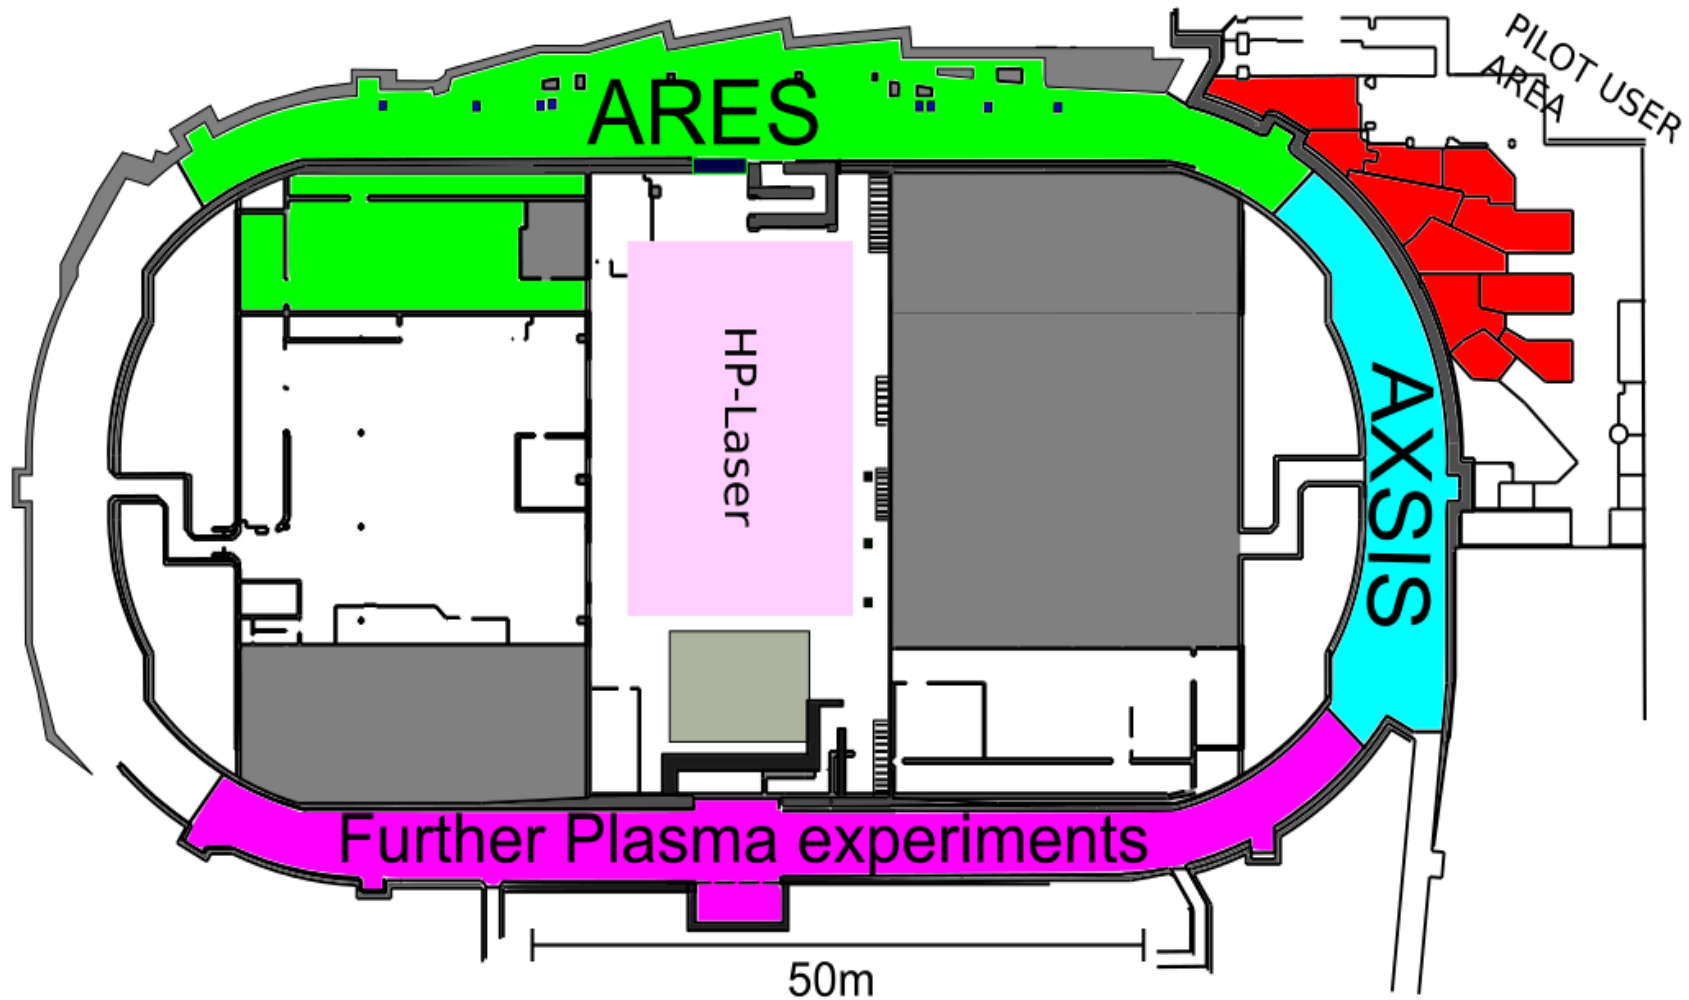 ARES
PILOT USER
AREA
HP-Laser
AXSIS
Further Plasma experiments
50m